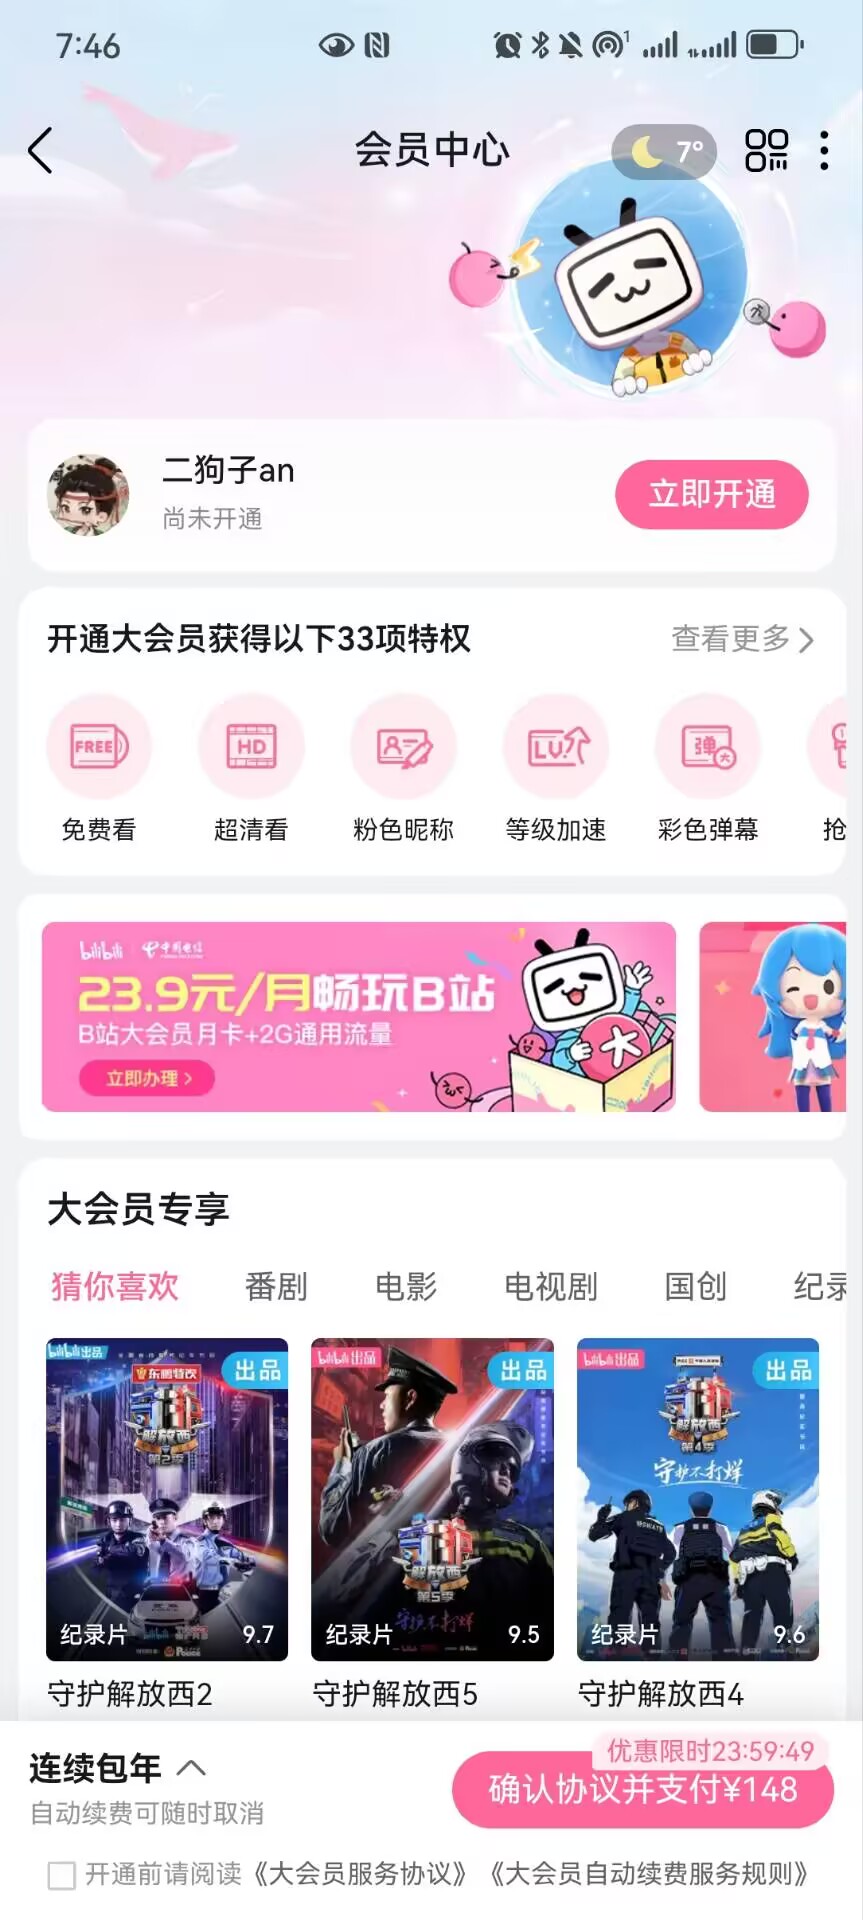 7:46
会员中心
7°
二狗子an
尚未开通
立即开通
开通大会员获得以下33项特权
查看更多
FREE
HD
LV
弹
大
免费看
超清看
粉色昵称
等级加速
彩色弹幕
抢
bilibili 中国电信
23.9元/月畅玩B站
B站大会员月卡+2G通用流量
立即办理
大
大会员专享
猜你喜欢
番剧
电影
电视剧
国创
纪录
bilibili出品
出品
东鹏特饮
解放西
第2季
纪录片
9.7
bilibili出品
出品
守护
解放西
第5季
守护不打烊
纪录片
9.5
bilibili出品
出品
解放西
第4季
守护不打烊
纪录片
9.6
守护解放西2
守护解放西5
守护解放西4
连续包年
自动续费可随时取消
优惠限时23:59:49
确认协议并支付¥148
开通前请阅读《大会员服务协议》《大会员自动续费服务规则》